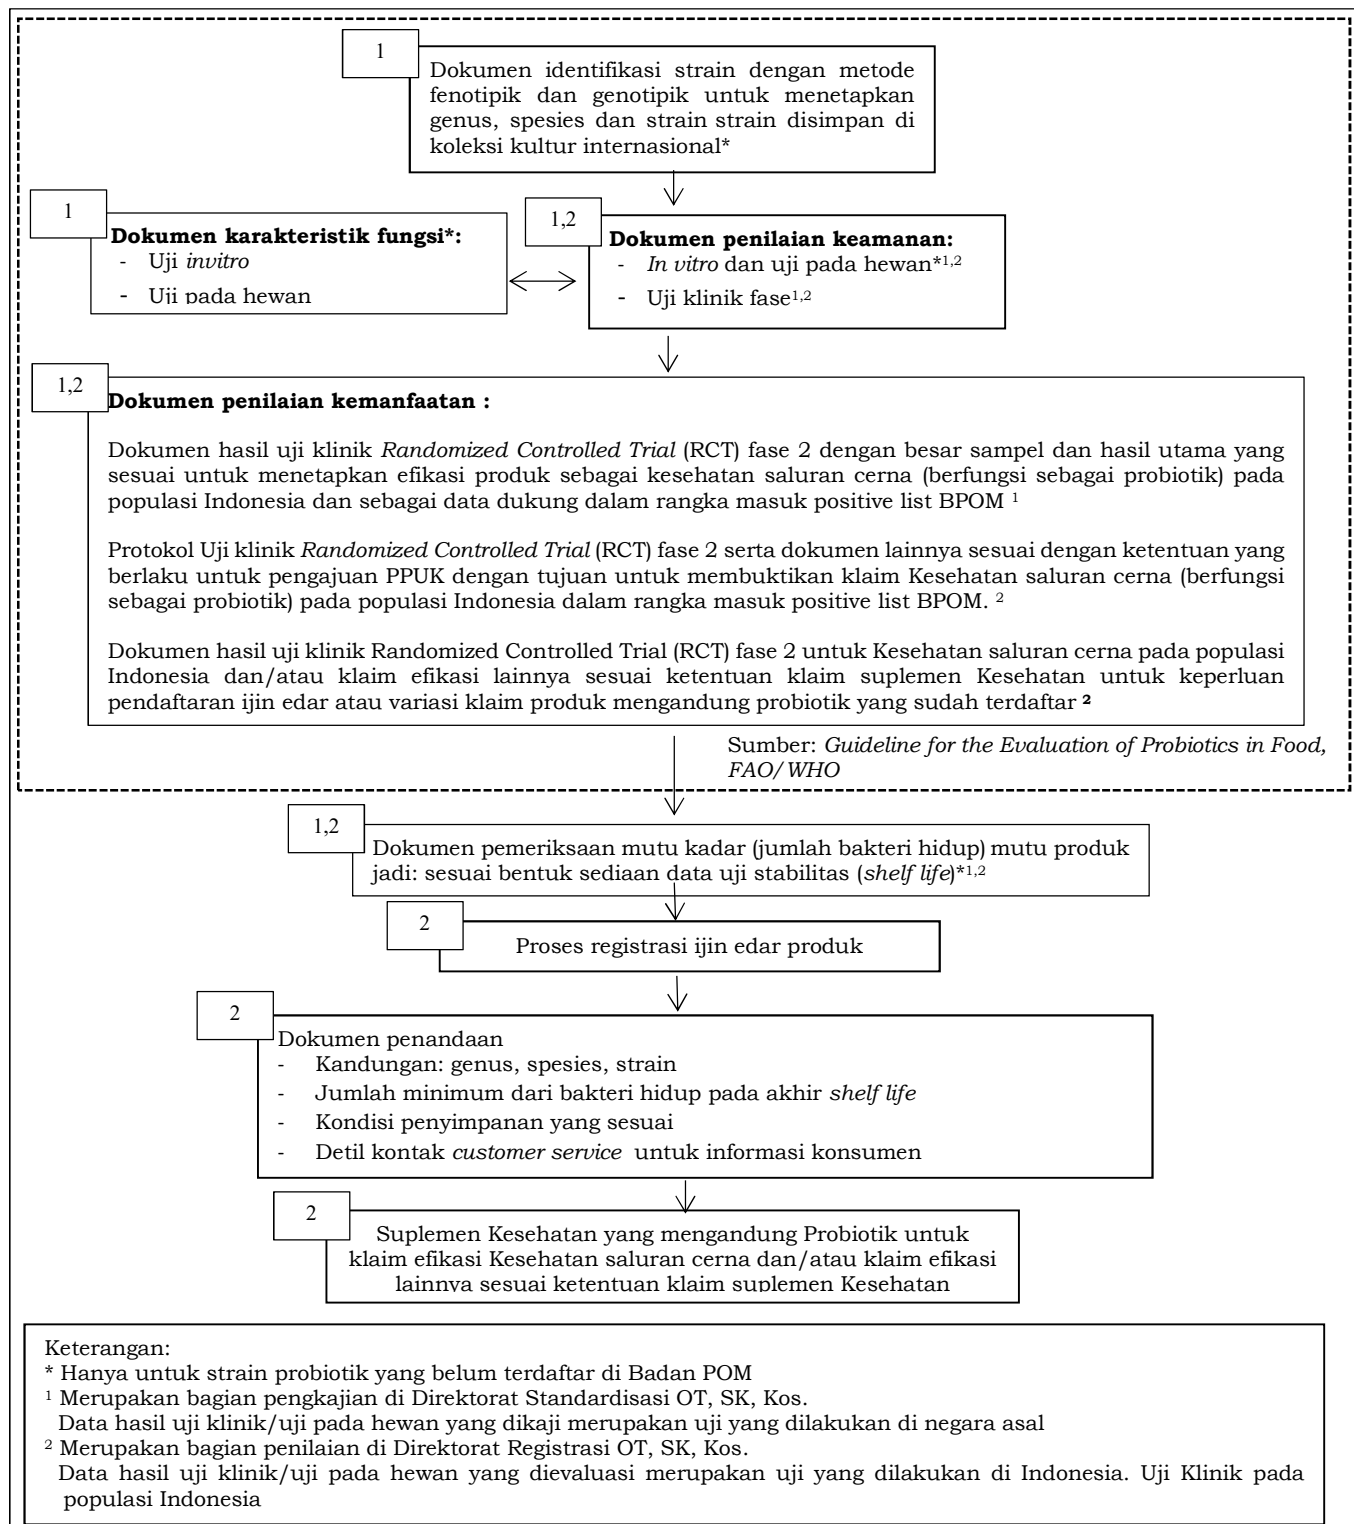 1
Dokumen identifikasi strain dengan metode
fenotipik dan genotipik untuk menetapkan
genus, spesies dan strain strain disimpan di
koleksi kultur internasional*
1
Dokumen karakteristik fungsi*:
- Uji invitro
- Uji pada hewan
1,2
Dokumen penilaian keamanan:
- In vitro dan uji pada hewan*1,2
- Uji klinik fase1,2
1,2
Dokumen penilaian kemanfaatan :
Dokumen hasil uji klinik Randomized Controlled Trial (RCT) fase 2 dengan besar sampel dan hasil utama yang
sesuai untuk menetapkan efikasi produk sebagai kesehatan saluran cerna (berfungsi sebagai probiotik) pada
populasi Indonesia dan sebagai data dukung dalam rangka masuk positive list BPOM 1
Protokol Uji klinik Randomized Controlled Trial (RCT) fase 2 serta dokumen lainnya sesuai dengan ketentuan yang
berlaku untuk pengajuan PPUK dengan tujuan untuk membuktikan klaim Kesehatan saluran cerna (berfungsi
sebagai probiotik) pada populasi Indonesia dalam rangka masuk positive list BPOM. 2
Dokumen hasil uji klinik Randomized Controlled Trial (RCT) fase 2 untuk Kesehatan saluran cerna pada populasi
Indonesia dan/atau klaim efikasi lainnya sesuai ketentuan klaim suplemen Kesehatan untuk keperluan
pendaftaran ijin edar atau variasi klaim produk mengandung probiotik yang sudah terdaftar 2
Sumber: Guideline for the Evaluation of Probiotics in Food,
FAO/WHO
1,2
Dokumen pemeriksaan mutu kadar (jumlah bakteri hidup) mutu produk
jadi: sesuai bentuk sediaan data uji stabilitas (shelf life)*1,2
2
Proses registrasi ijin edar produk
2
Dokumen penandaan
- Kandungan: genus, spesies, strain
- Jumlah minimum dari bakteri hidup pada akhir shelf life
- Kondisi penyimpanan yang sesuai
- Detil kontak customer service untuk informasi konsumen
2
Suplemen Kesehatan yang mengandung Probiotik untuk
klaim efikasi Kesehatan saluran cerna dan/atau klaim efikasi
lainnya sesuai ketentuan klaim suplemen Kesehatan
Keterangan:
* Hanya untuk strain probiotik yang belum terdaftar di Badan POM
1 Merupakan bagian pengkajian di Direktorat Standardisasi OT, SK, Kos.
Data hasil uji klinik/uji pada hewan yang dikaji merupakan uji yang dilakukan di negara asal
2 Merupakan bagian penilaian di Direktorat Registrasi OT, SK, Kos.
Data hasil uji klinik/uji pada hewan yang dievaluasi merupakan uji yang dilakukan di Indonesia. Uji Klinik pada
populasi Indonesia